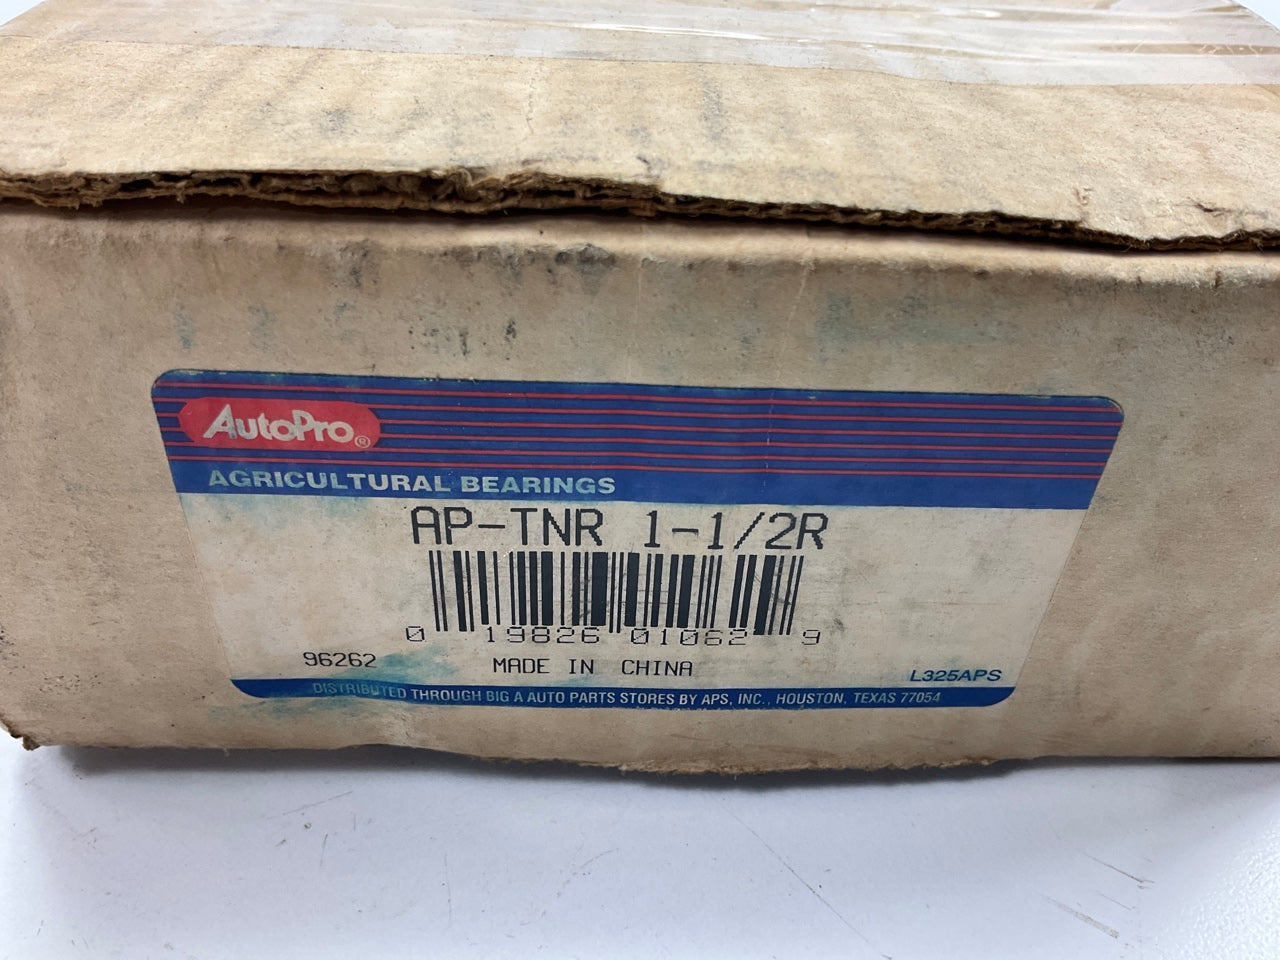 AutoPro®
AGRICULTURAL BEARINGS
AP-TNR 1-1/2R
0 19826 01062 9
96262 MADE IN CHINA L325APS
DISTRIBUTED THROUGH BIG A AUTO PARTS STORES BY APS, INC., HOUSTON, TEXAS 77054